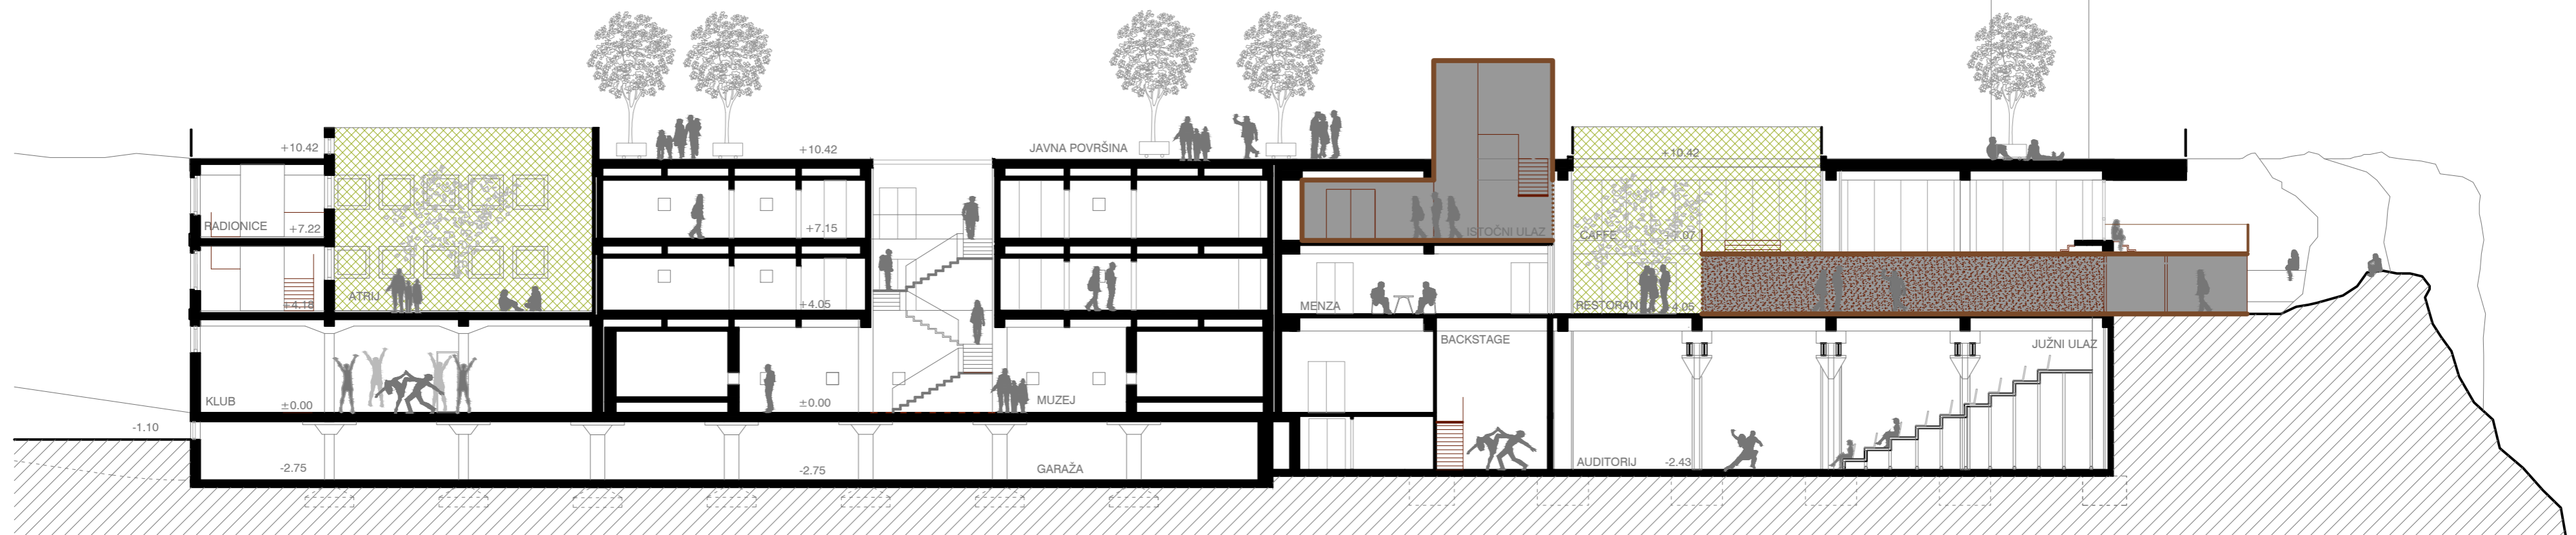 +10.42
+10.42
JAVNA POVRŠINA
+10.42
RADIONICE
+7.22
+7.15
ISTOČNI ULAZ
CAFFE
+7.07
ATRIJ
+4.18
+4.05
MENZA
RESTORAN
+4.05
BACKSTAGE
JUŽNI ULAZ
KLUB
±0.00
±0.00
MUZEJ
-1.10
-2.75
-2.75
GARAŽA
AUDITORIJ
-2.43